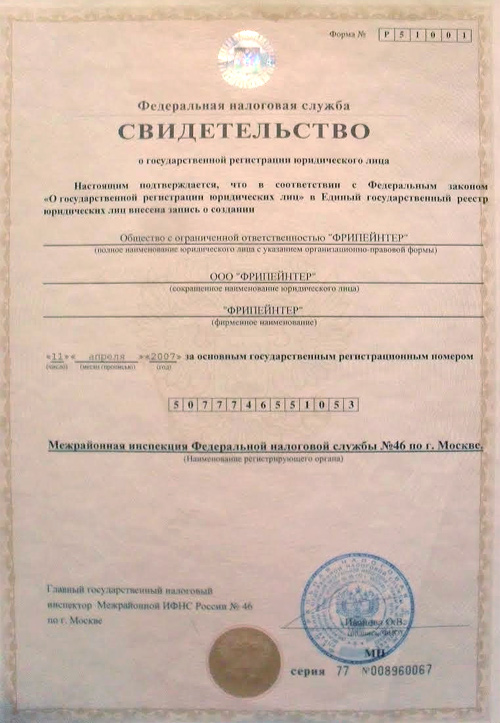 Форма № Р 5 1 0 0 1
Федеральная налоговая служба
СВИДЕТЕЛЬСТВО
о государственной регистрации юридического лица
Настоящим подтверждается, что в соответствии с Федеральным законом
«О государственной регистрации юридических лиц» в Единый государственный реестр
юридических лиц внесена запись о создании
Общество с ограниченной ответственностью "ФРИПЕЙНТЕР"
(полное наименование юридического лица с указанием организационно-правовой формы)
ООО "ФРИПЕЙНТЕР"
(сокращенное наименование юридического лица)
"ФРИПЕЙНТЕР"
(фирменное наименование)
«11» « апреля » «2007» за основным государственным регистрационным номером
(число) (месяц прописью) (год)
5 0 7 7 7 4 6 5 5 1 0 5 3
Межрайонная инспекция Федеральной налоговой службы №46 по г. Москве.
(Наименование регистрирующего органа)
Главный государственный налоговый
инспектор Межрайонной ИФНС России № 46
по г. Москве
Иванова О.В.
МП
серия 77 №008960067